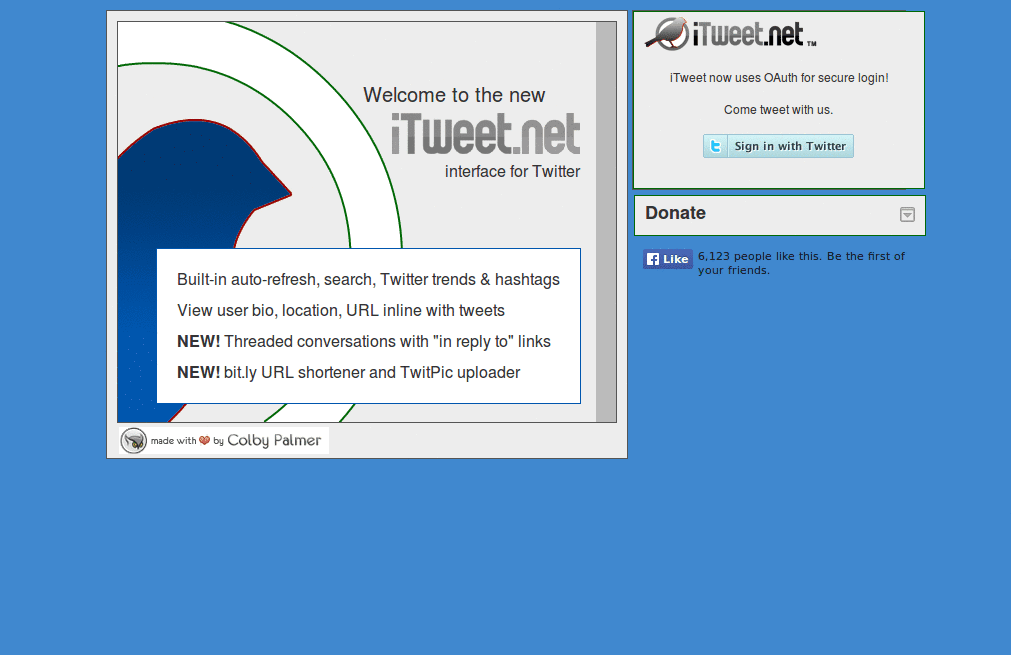 Welcome to the new
iTweet.net
interface for Twitter
Built-in auto-refresh, search, Twitter trends & hashtags
View user bio, location, URL inline with tweets
NEW! Threaded conversations with "in reply to" links
NEW! bit.ly URL shortener and TwitPic uploader
made with ❤ by Colby Palmer
iTweet.net TM
iTweet now uses OAuth for secure login!
Come tweet with us.
Sign in with Twitter
Donate
Like 6,123 people like this. Be the first of
your friends.